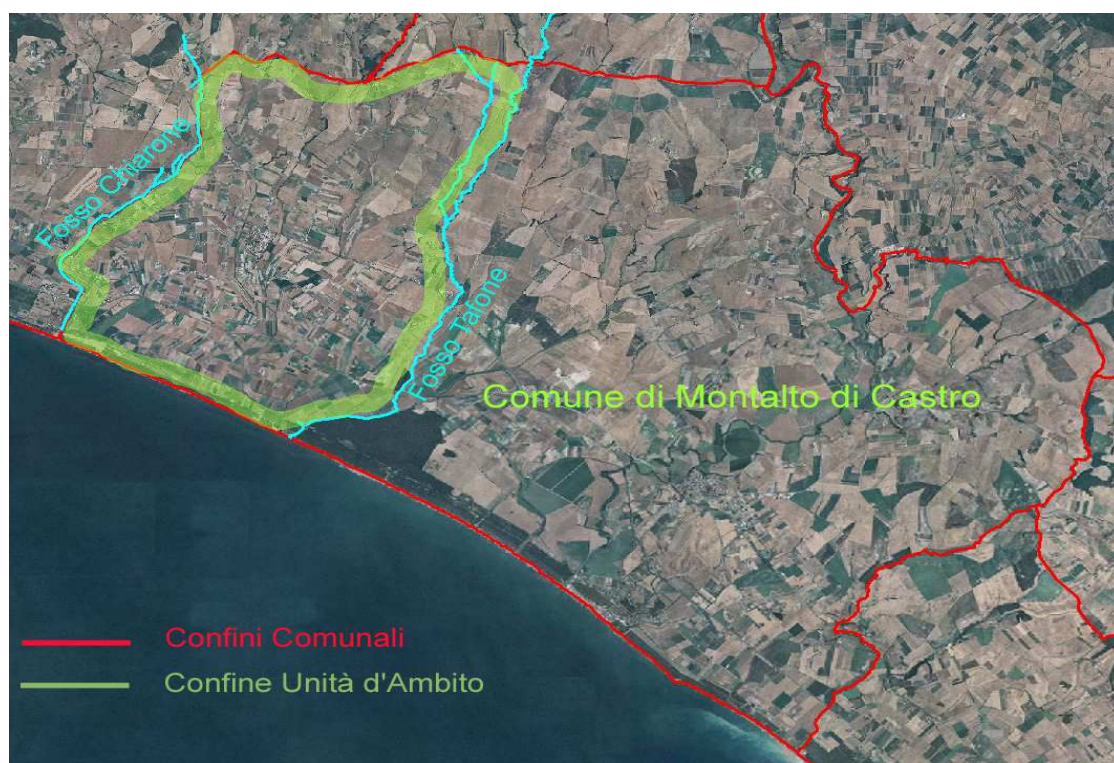 Fosso Chiarone
Fosso Tafone
Comune di Montalto di Castro
Confini Comunali
Confine Unità d'Ambito